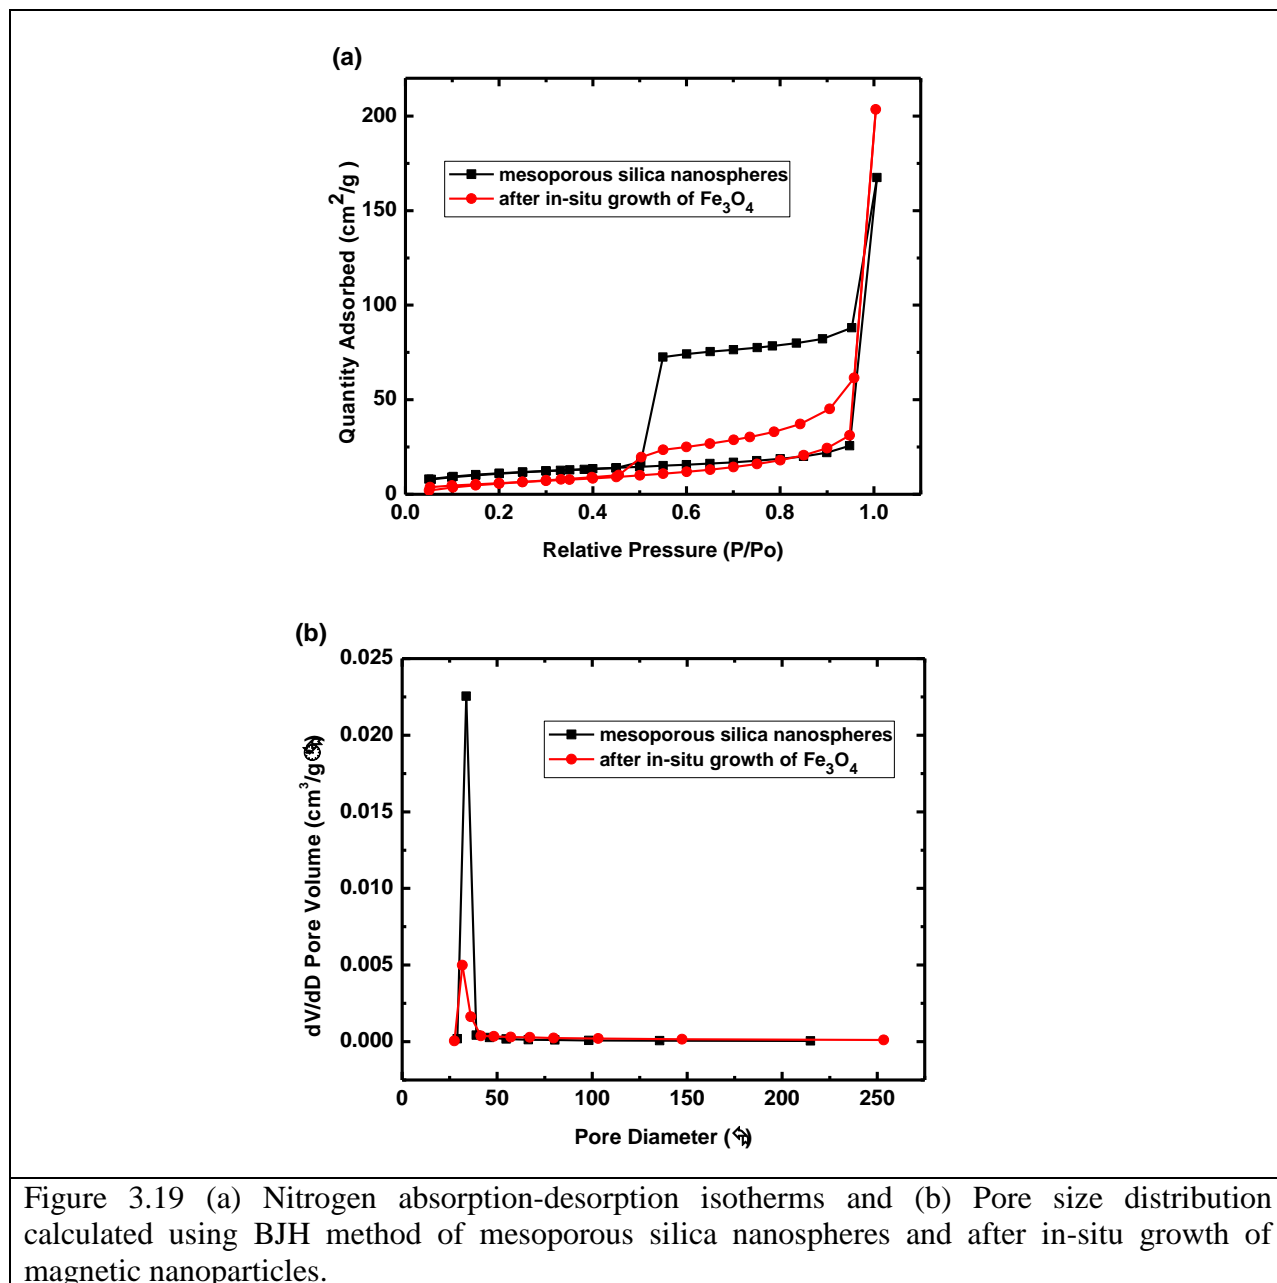 (a)
200
150
100
50
0
Quantity Adsorbed (cm²/g )
mesoporous silica nanospheres
after in-situ growth of Fe₃O₄
0.0 0.2 0.4 0.6 0.8 1.0
Relative Pressure (P/Po)
(b)
0.025
0.020
0.015
0.010
0.005
0.000
dV/dD Pore Volume (cm³/g
mesoporous silica nanospheres
after in-situ growth of Fe₃O₄
0 50 100 150 200 250
Pore Diameter (
Figure 3.19 (a) Nitrogen absorption-desorption isotherms and (b) Pore size distribution
calculated using BJH method of mesoporous silica nanospheres and after in-situ growth of
magnetic nanoparticles.